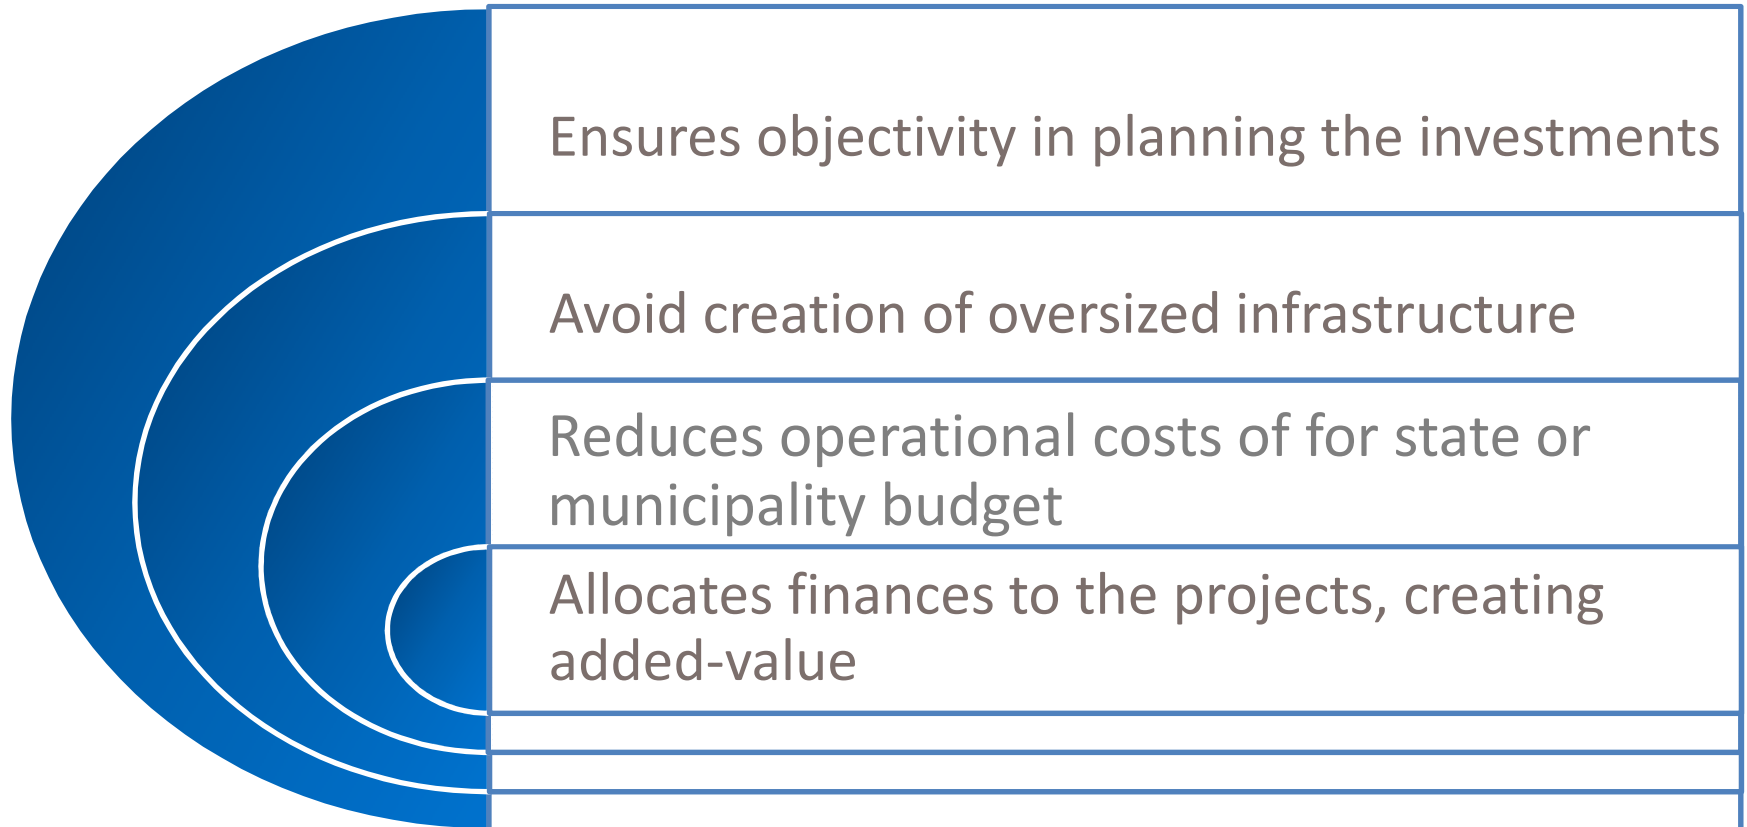 Ensures objectivity in planning the investments
Avoid creation of oversized infrastructure
Reduces operational costs of for state or
municipality budget
Allocates finances to the projects, creating
added-value